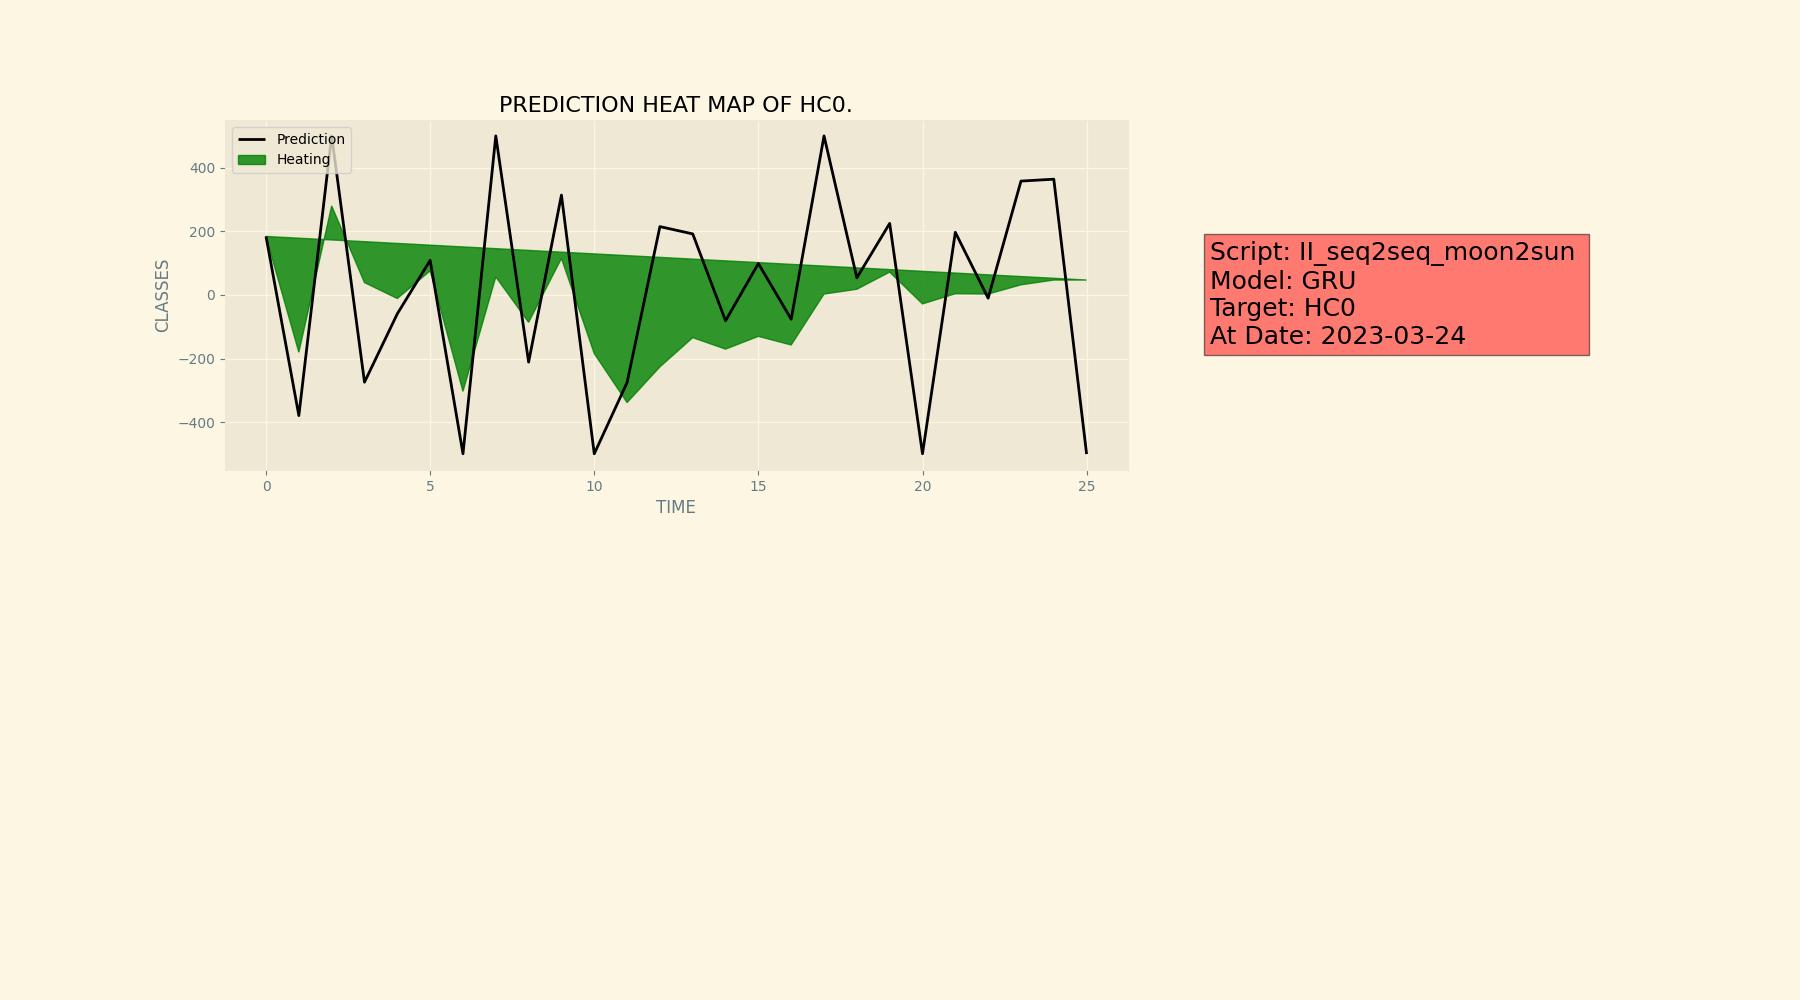 PREDICTION HEAT MAP OF HC0.
Prediction
Heating
400
200
0
−200
−400
CLASSES
0 5 10 15 20 25
TIME
Script: II_seq2seq_moon2sun
Model: GRU
Target: HC0
At Date: 2023-03-24